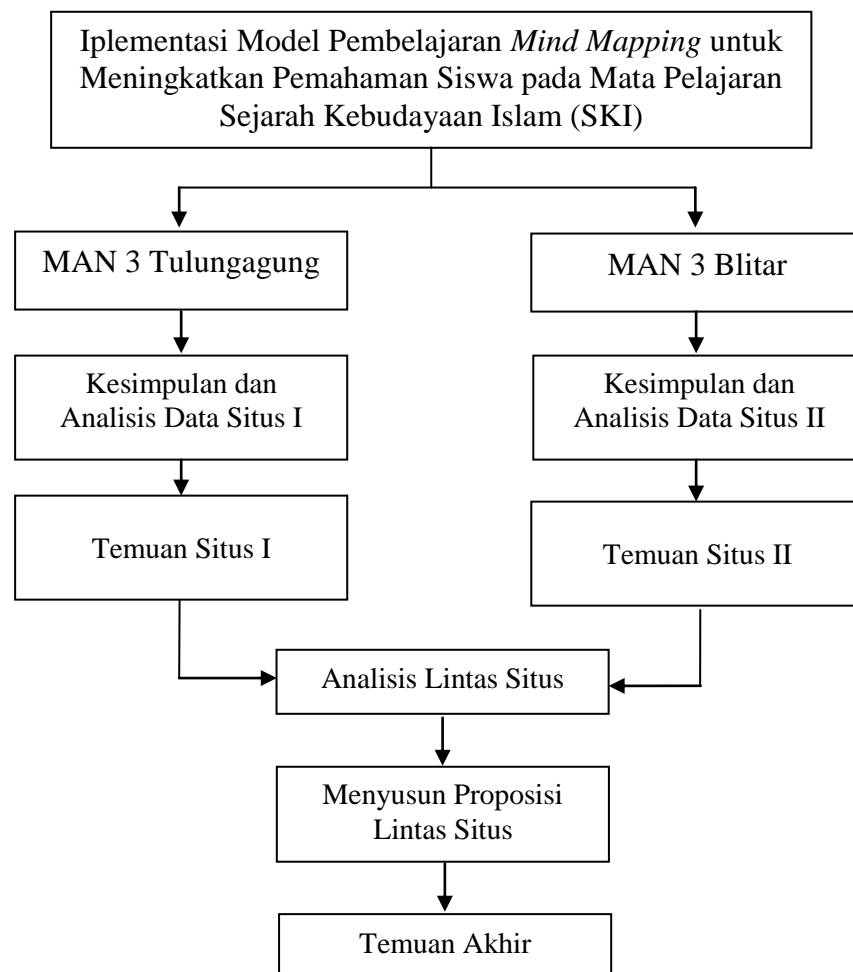 Iplementasi Model Pembelajaran Mind Mapping untuk
Meningkatkan Pemahaman Siswa pada Mata Pelajaran
Sejarah Kebudayaan Islam (SKI)
MAN 3 Tulungagung
MAN 3 Blitar
Kesimpulan dan
Analisis Data Situs I
Kesimpulan dan
Analisis Data Situs II
Temuan Situs I
Temuan Situs II
Analisis Lintas Situs
Menyusun Proposisi
Lintas Situs
Temuan Akhir